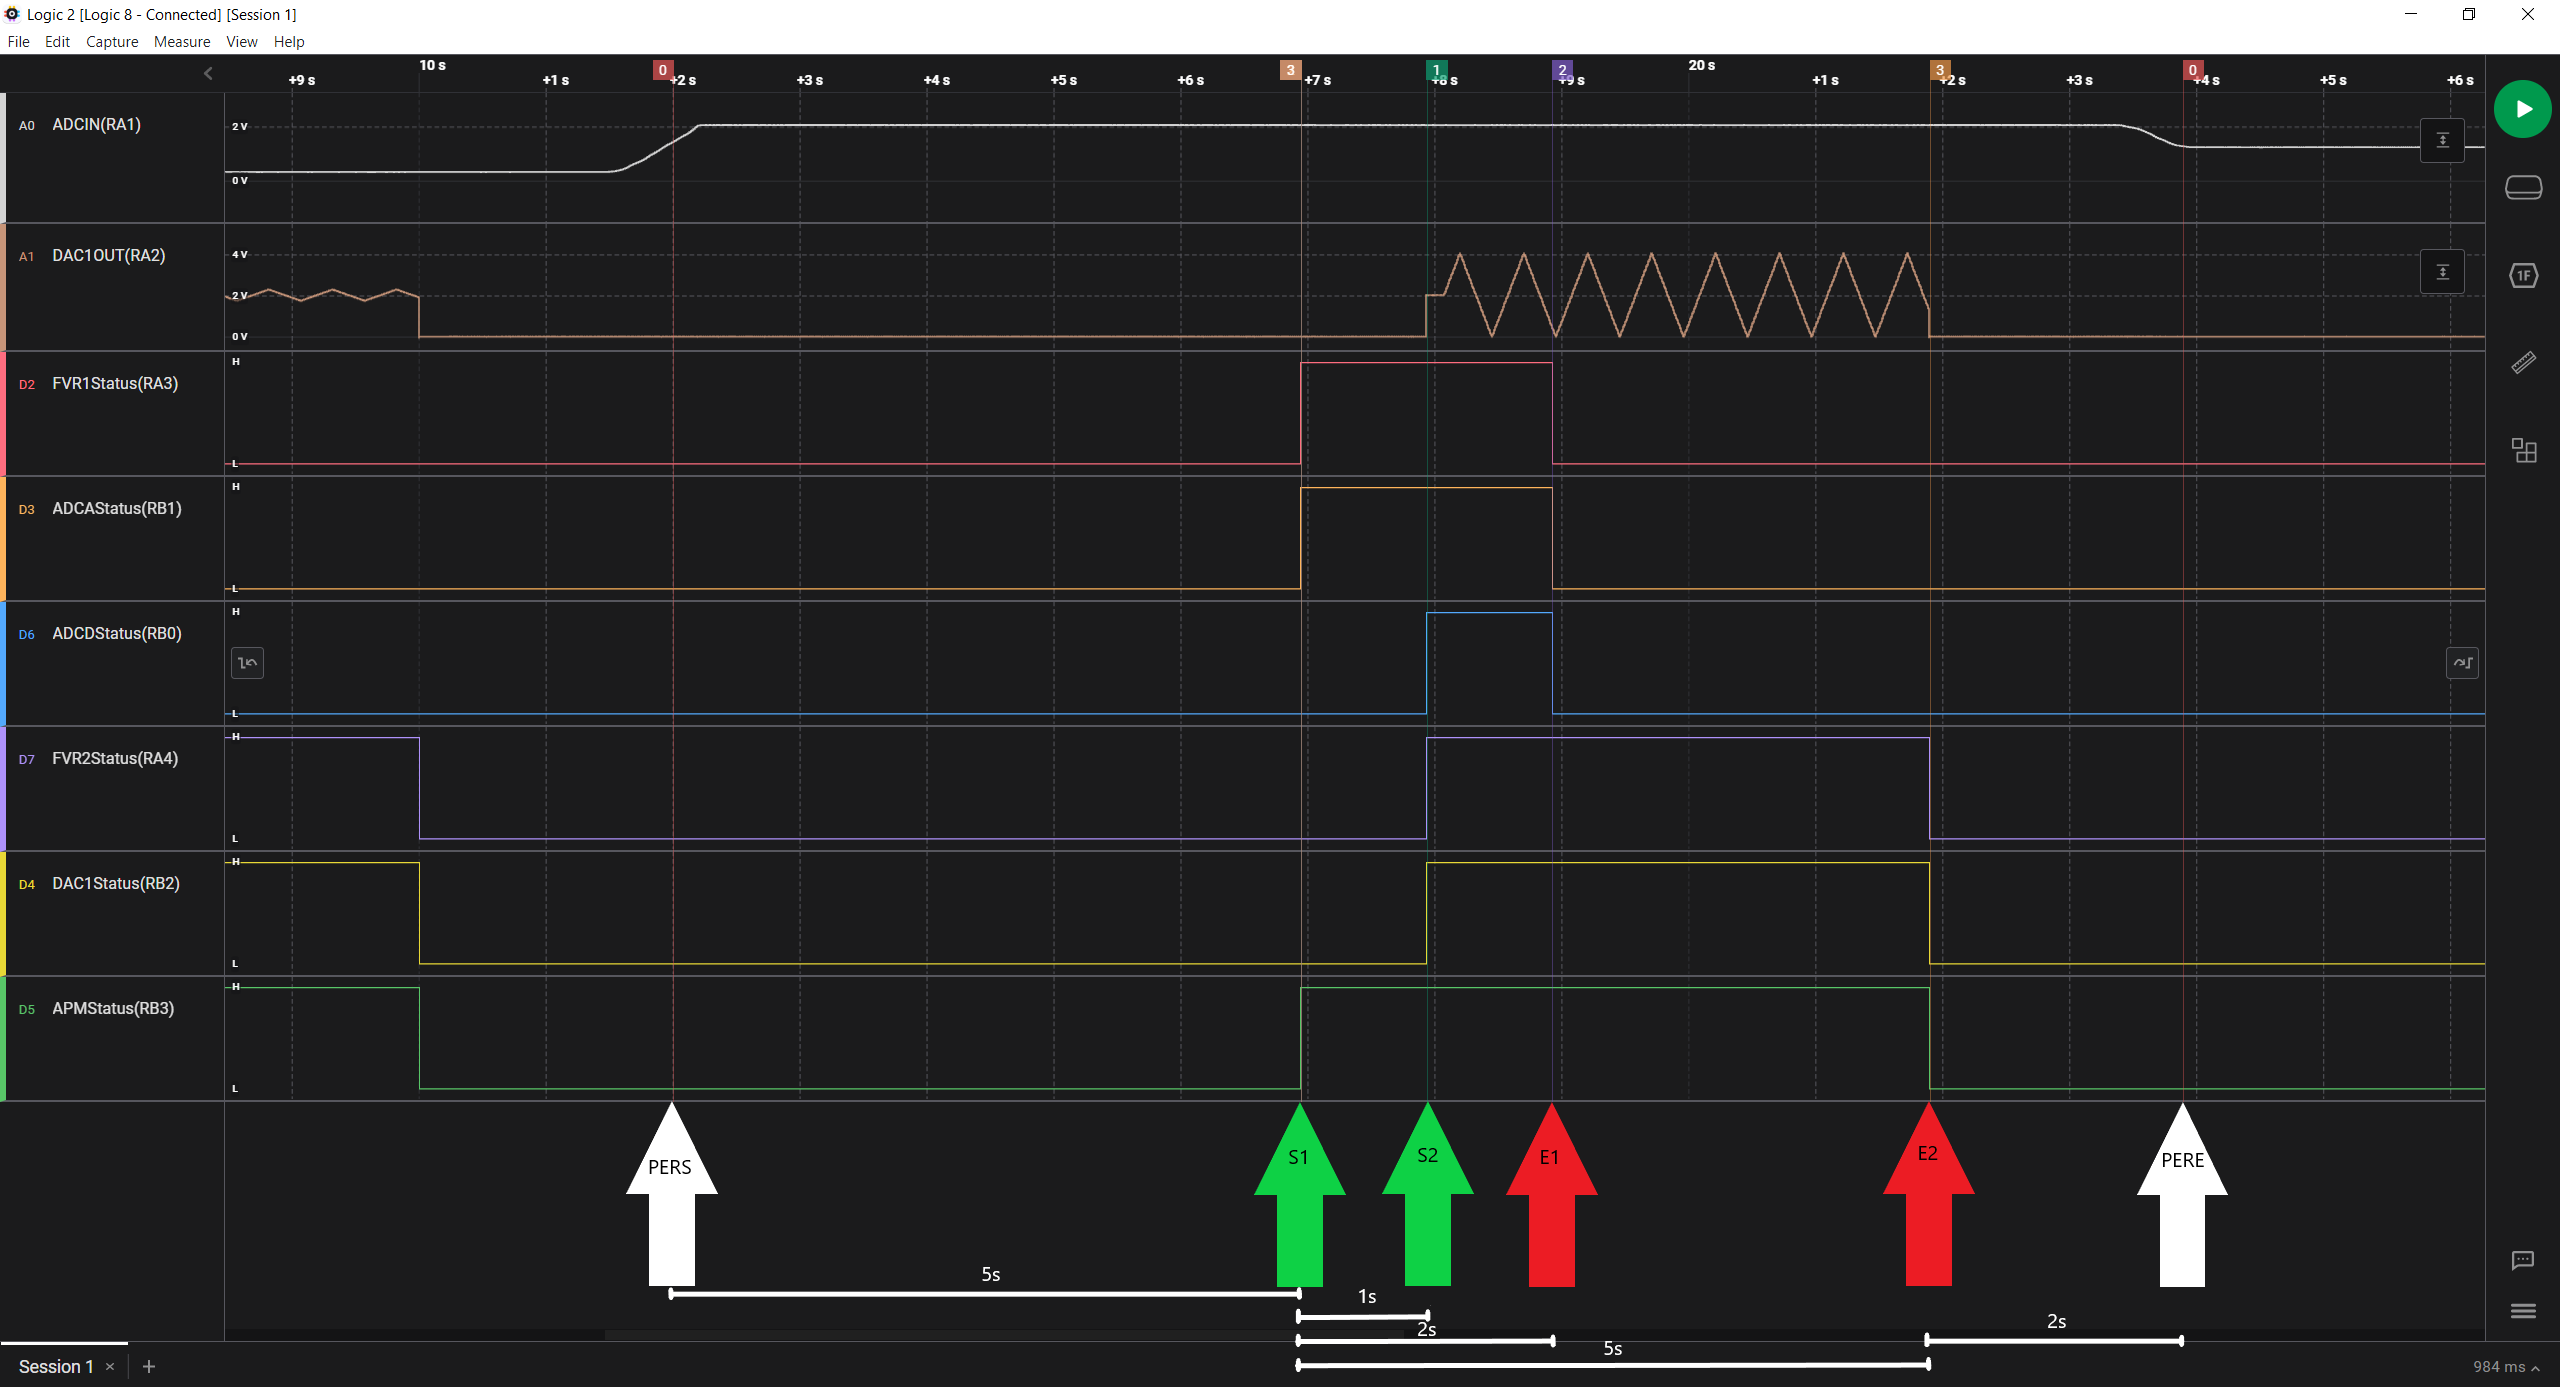 Logic 2 [Logic 8 - Connected] [Session 1]
File Edit Capture Measure View Help
10 s 20 s
0 3 1 2 3 0
+9 s +1 s +2 s +3 s +4 s +5 s +6 s +7 s +8 s +9 s +1 s +2 s +3 s +4 s +5 s +6 s
A0 ADCIN(RA1)
2 V
0 V
A1 DAC1OUT(RA2)
4 V
2 V
0 V
1F
H
D2 FVR1Status(RA3)
L
H
D3 ADCAStatus(RB1)
L
H
D6 ADCDStatus(RB0)
L
H
D7 FVR2Status(RA4)
L
H
D4 DAC1Status(RB2)
L
H
D5 APMStatus(RB3)
L
PERS S1 S2 E1 E2 PERE
5s
1s
2s
2s
5s
Session 1
984 ms